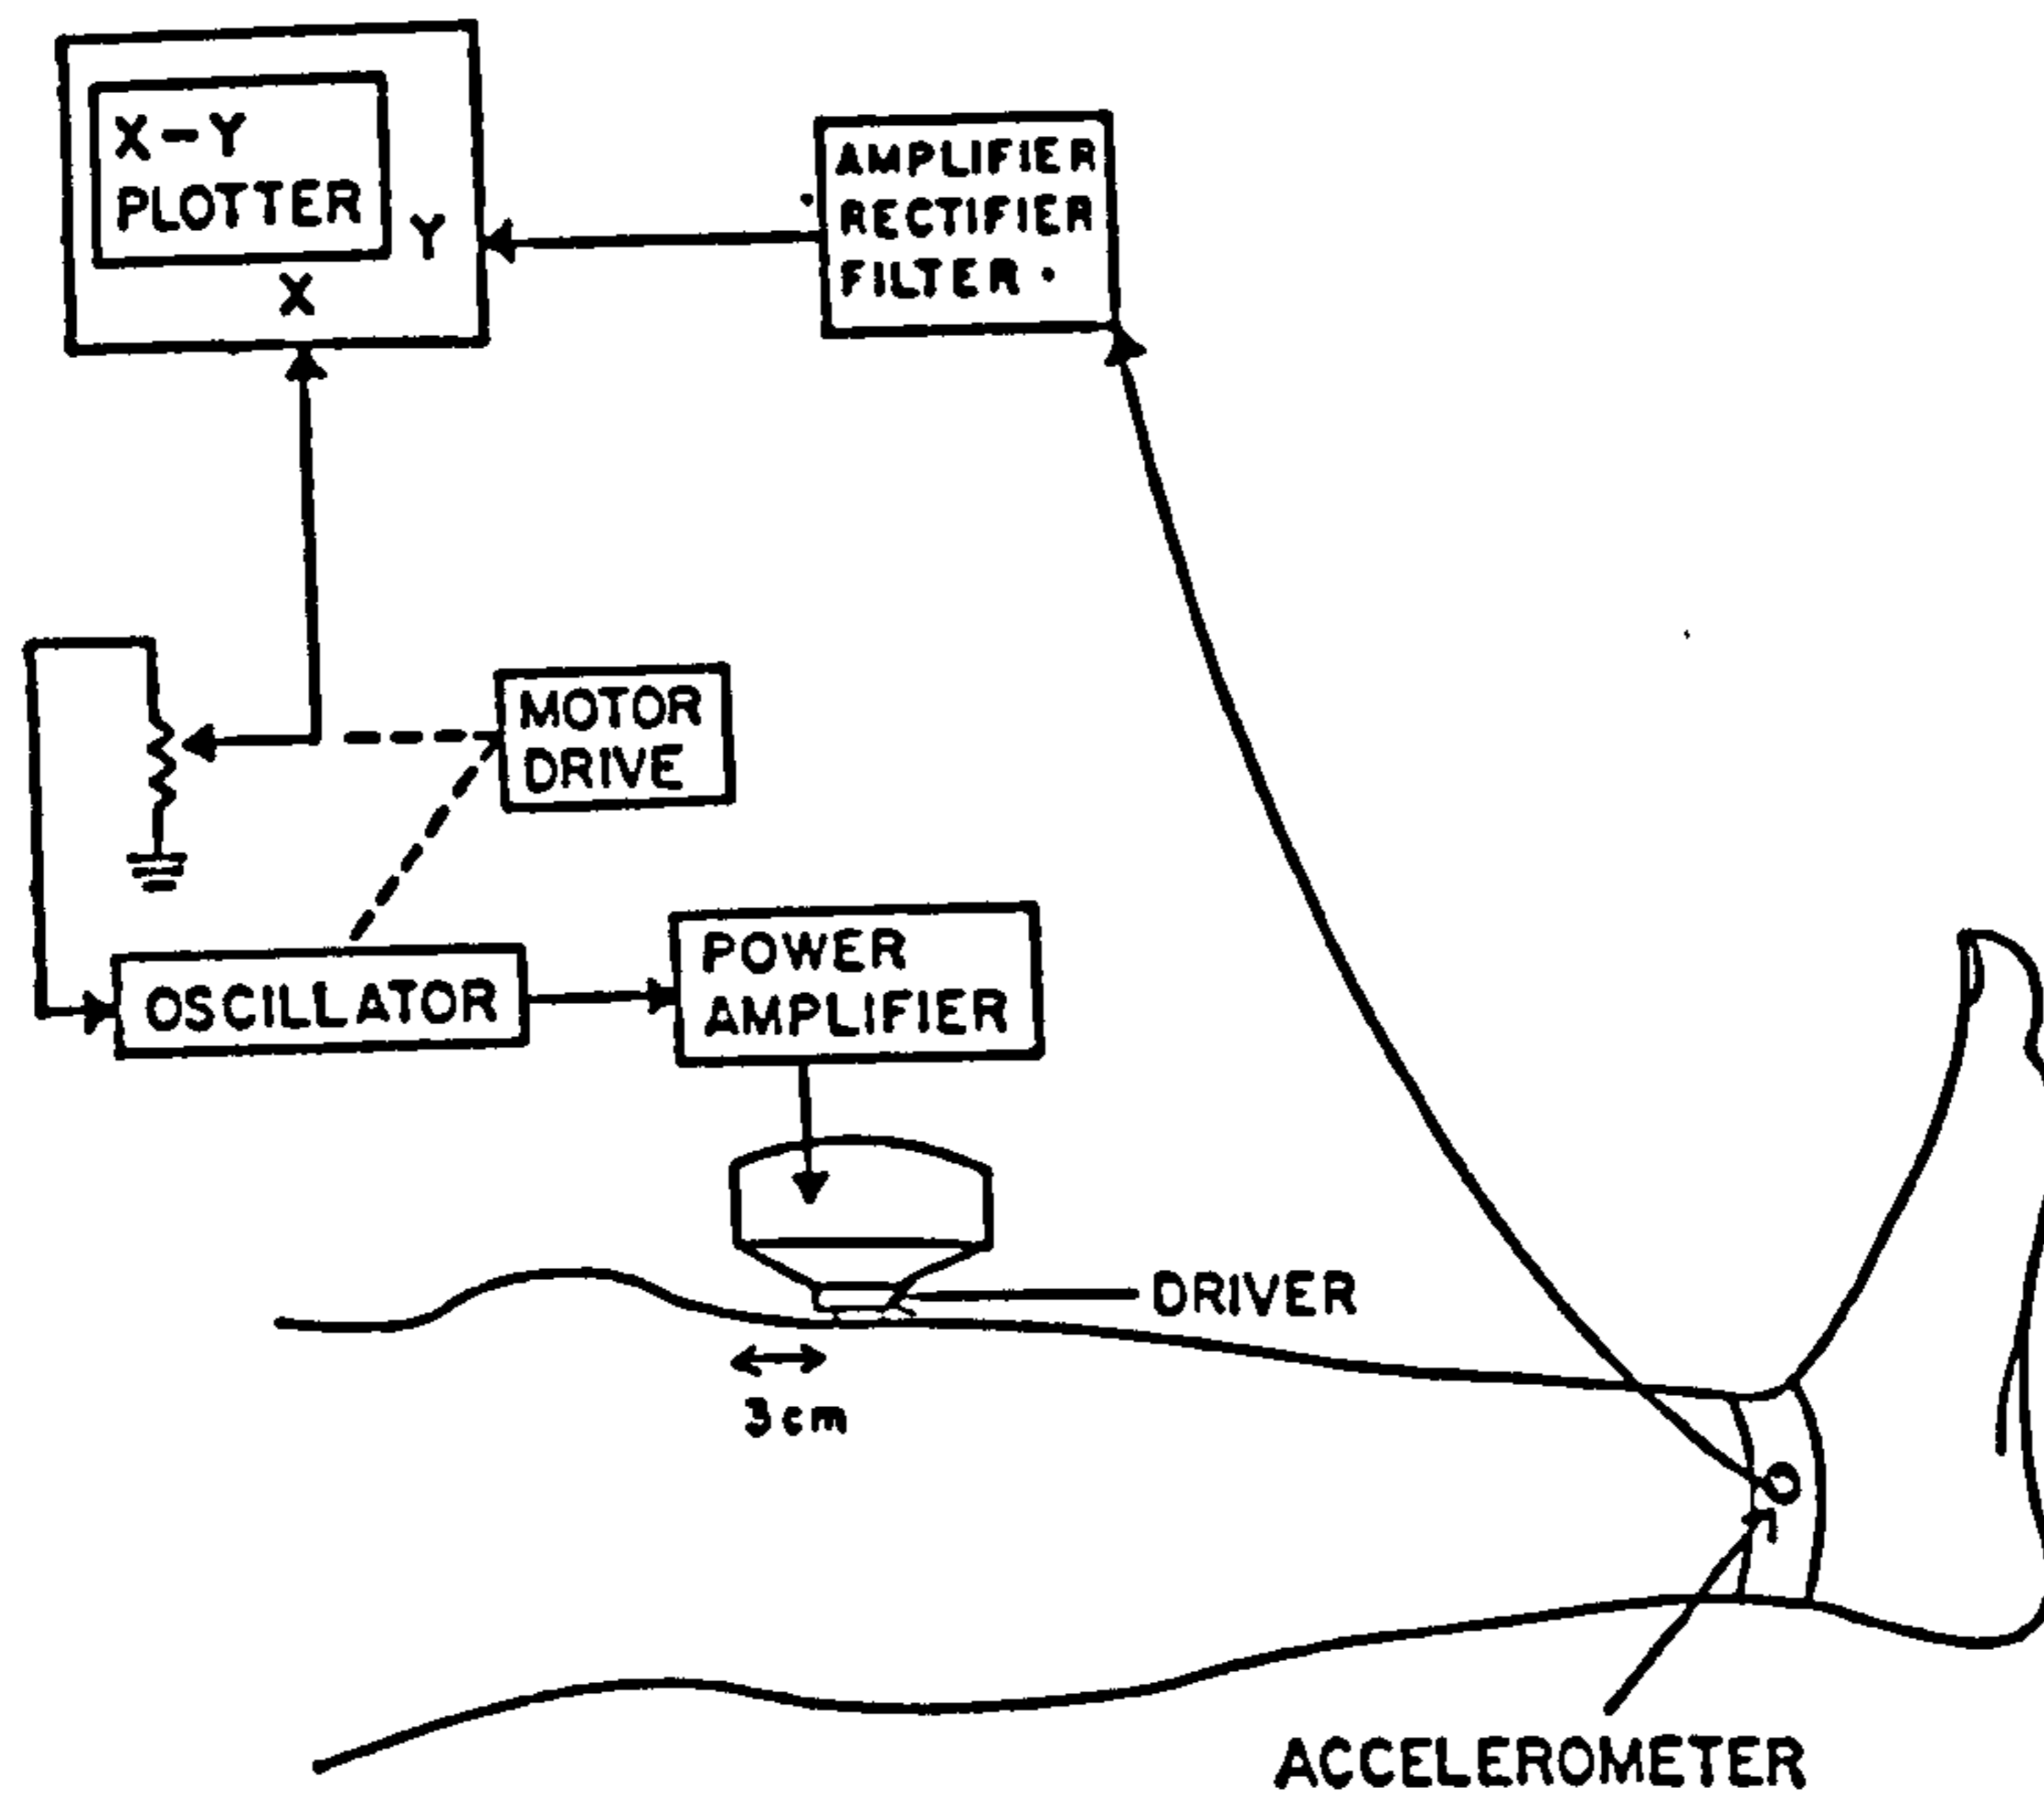 X-Y
PLOTTER
Y
X
AMPLIFIER
RECTIFIER
FILTER.
MOTOR
DRIVE
OSCILLATOR
POWER
AMPLIFIER
DRIVER
3cm
ACCELEROMETER